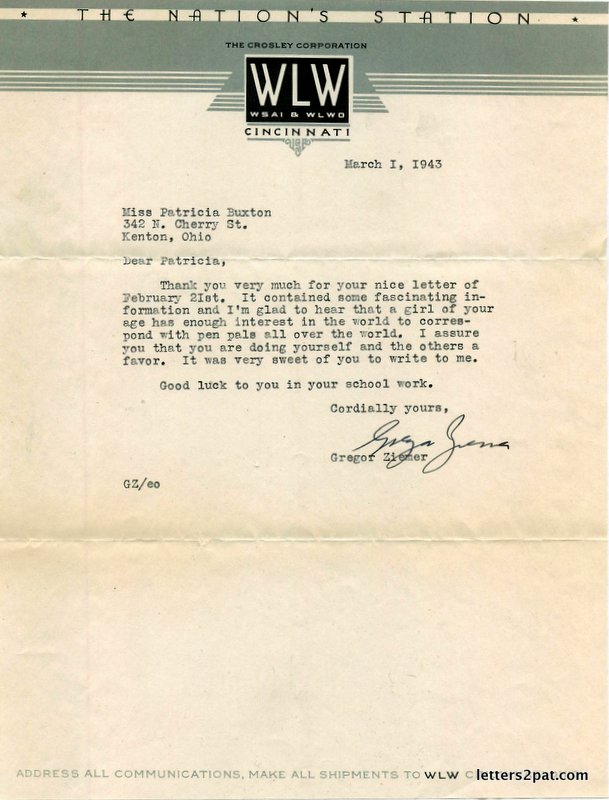 ★ THE NATION'S STATION ★
THE CROSLEY CORPORATION
WLW
WSAI & WLWO
CINCINNATI
March I, 1943
Miss Patricia Buxton
342 N. Cherry St.
Kenton, Ohio
Dear Patricia,
Thank you very much for your nice letter of
February 2Ist. It contained some fascinating in-
formation and I'm glad to hear that a girl of your
age has enough interest in the world to corres-
pond with pen pals all over the world. I assure
you that you are doing yourself and the others a
favor. It was very sweet of you to write to me.
Good luck to you in your school work.
Cordially yours,
Gregor Ziemer
Gregor Ziemer
GZ/eo
ADDRESS ALL COMMUNICATIONS, MAKE ALL SHIPMENTS TO WLW C
letters2pat.com